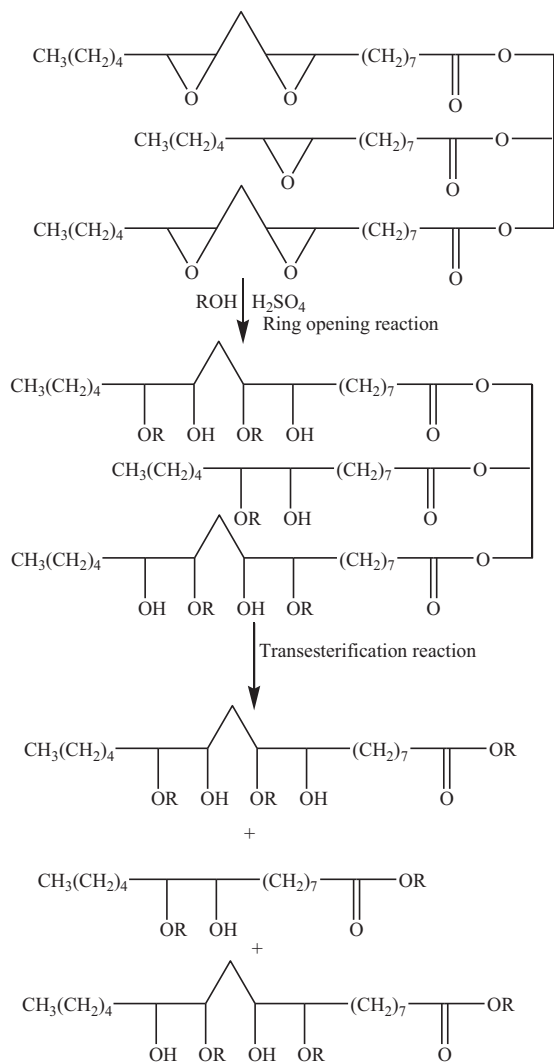 CH3(CH2)4 (CH2)7 O
O O O
CH3(CH2)4 (CH2)7 O
O O
CH3(CH2)4 (CH2)7 O
O O O
ROH H2SO4
Ring opening reaction
CH3(CH2)4 (CH2)7 O
OR OH OR OH O
CH3(CH2)4 (CH2)7 O
OR OH O
CH3(CH2)4 (CH2)7 O
OH OR OH OR O
Transesterification reaction
CH3(CH2)4 (CH2)7 OR
OR OH OR OH O
+
CH3(CH2)4 (CH2)7 OR
OR OH O
+
CH3(CH2)4 (CH2)7 OR
OH OR OH OR O